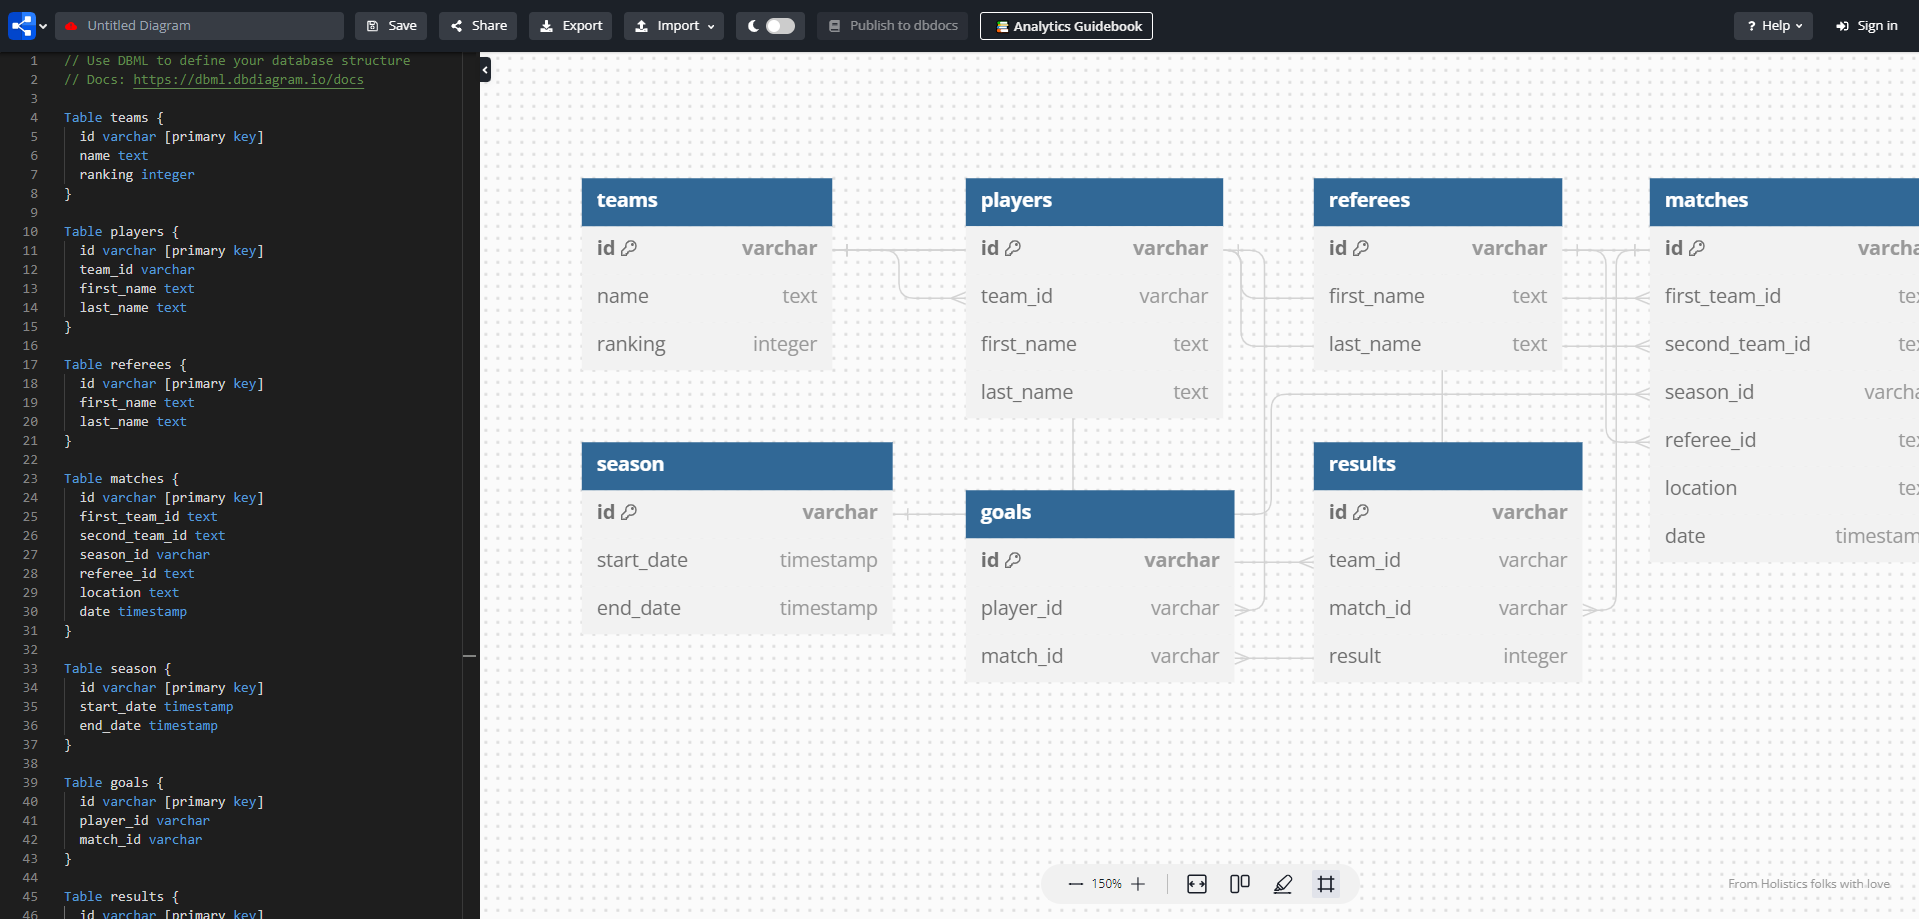 Untitled Diagram
Save
Share
Export
Import
Publish to dbdocs
Analytics Guidebook
? Help
Sign in
1 // Use DBML to define your database structure
2 // Docs: https://dbml.dbdiagram.io/docs
3
4 Table teams {
5 id varchar [primary key]
6 name text
7 ranking integer
8 }
9
10 Table players {
11 id varchar [primary key]
12 team_id varchar
13 first_name text
14 last_name text
15 }
16
17 Table referees {
18 id varchar [primary key]
19 first_name text
20 last_name text
21 }
22
23 Table matches {
24 id varchar [primary key]
25 first_team_id text
26 second_team_id text
27 season_id varchar
28 referee_id text
29 location text
30 date timestamp
31 }
32
33 Table season {
34 id varchar [primary key]
35 start_date timestamp
36 end_date timestamp
37 }
38
39 Table goals {
40 id varchar [primary key]
41 player_id varchar
42 match_id varchar
43 }
44
45 Table results {
46 id varchar [primary key]
teams
id varchar
name text
ranking integer
players
id varchar
team_id varchar
first_name text
last_name text
referees
id varchar
first_name text
last_name text
matches
id varcha
first_team_id te
second_team_id te
season_id varcha
referee_id te
location te
date timestam
season
id varchar
start_date timestamp
end_date timestamp
goals
id varchar
player_id varchar
match_id varchar
results
id varchar
team_id varchar
match_id varchar
result integer
150%
From Holistics folks with love